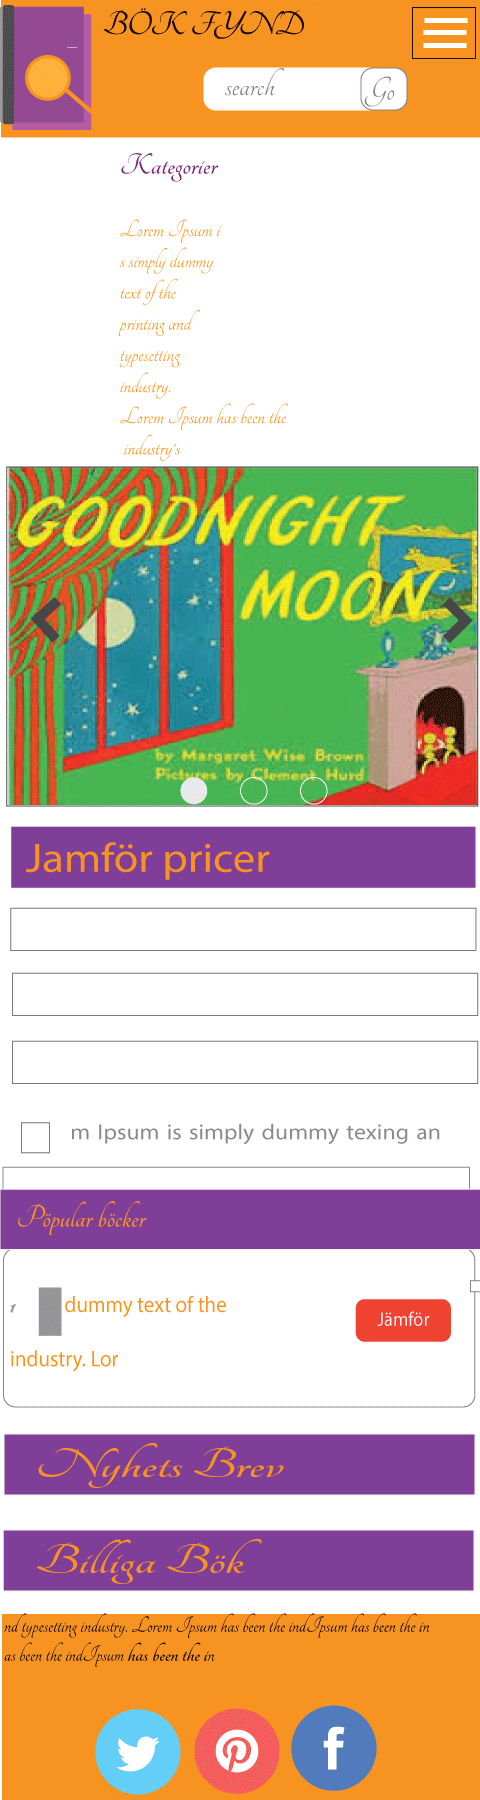 BÖK FYND
search
Go
Kategorier
Lorem Ipsum i
s simply dummy
text of the
printing and
typesetting
industry.
Lorem Ipsum has been the
industry's
GOODNIGHT
MOON
by Margaret Wise Brown
Pictures by Clement Hurd
Jamför pricer
m Ipsum is simply dummy texing an
Pöpular böcker
1
dummy text of the
Jämför
industry. Lor
Nyhets Brev
Billiga Bök
nd typesetting industry. Lorem Ipsum has been the indIpsum has been the in
as been the indIpsum has been the in